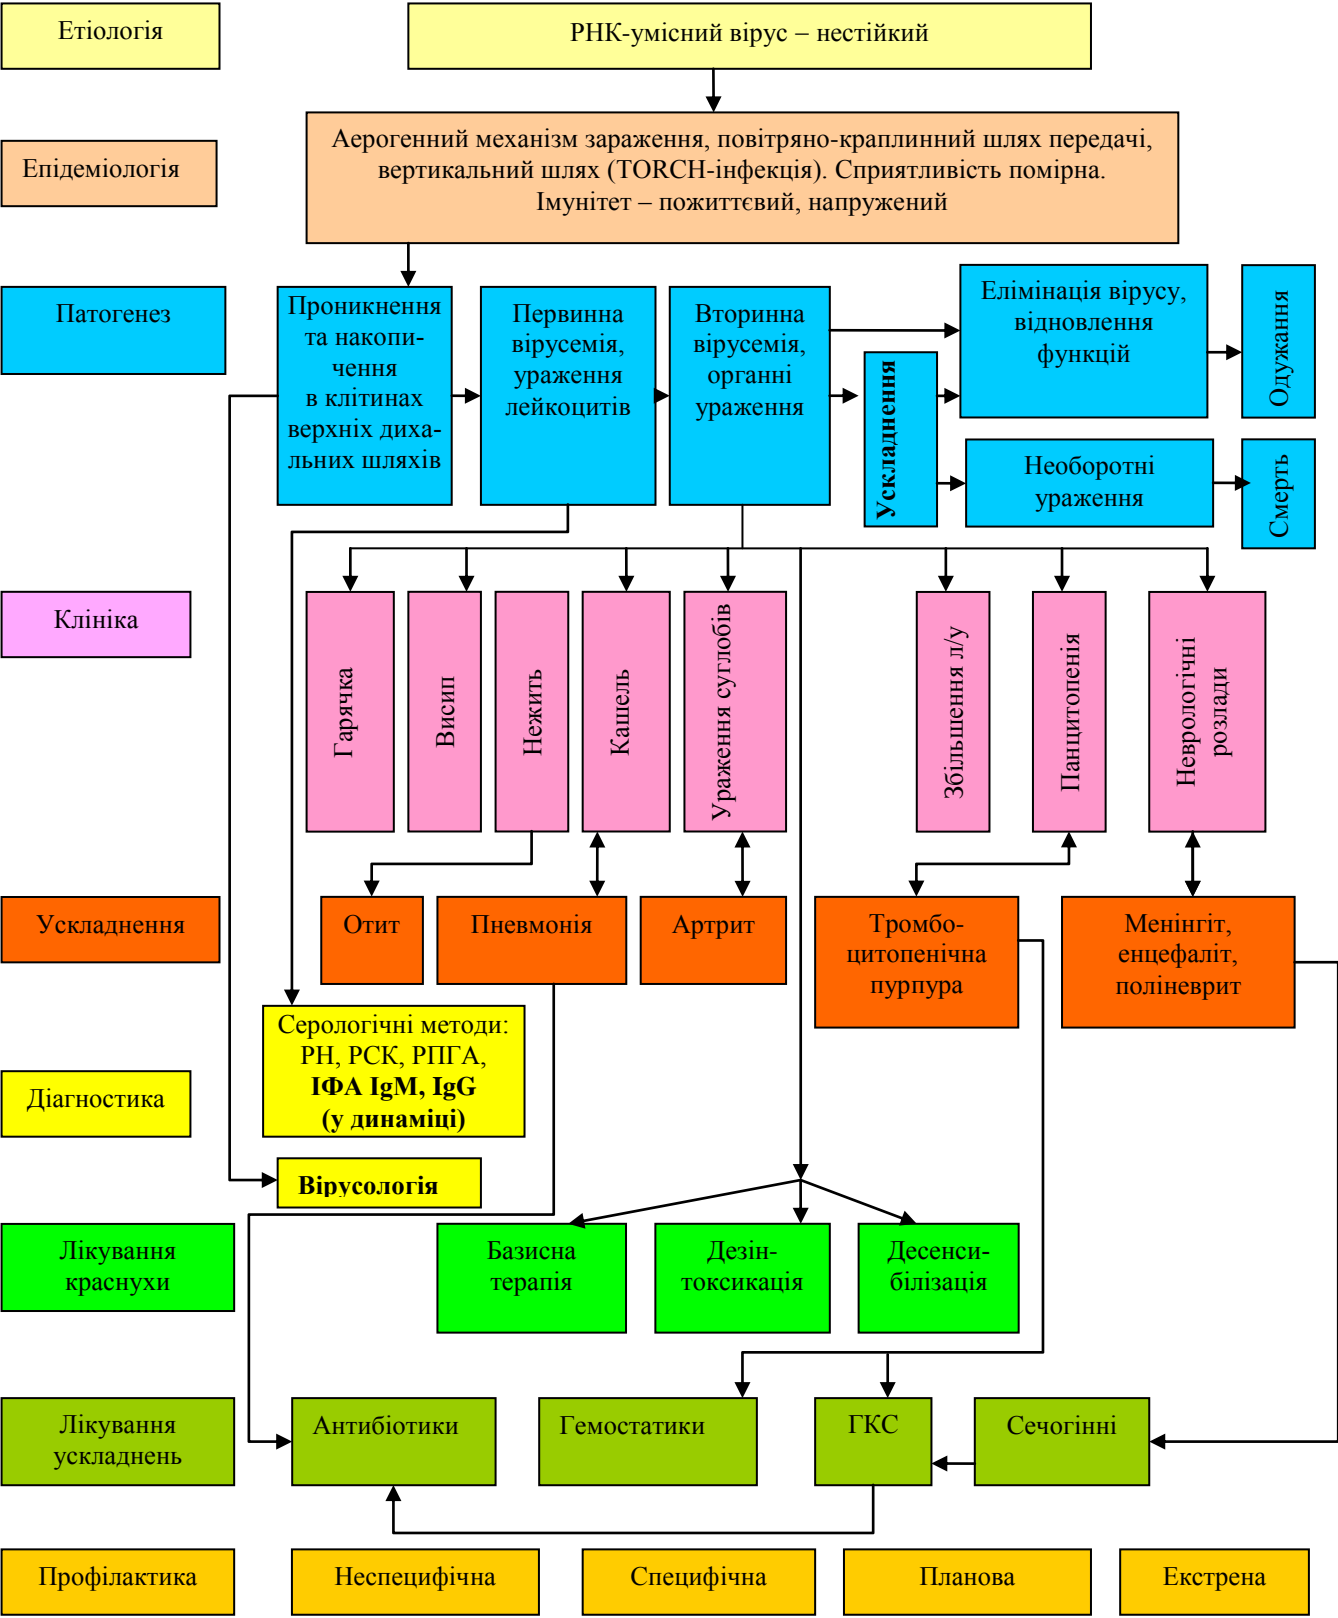 Етіологія
РНК-умісний вірус – нестійкий
Епідеміологія
Аерогенний механізм зараження, повітряно-краплинний шлях передачі,
вертикальний шлях (TORCH-інфекція). Сприятливість помірна.
Імунітет – пожиттєвий, напружений
Патогенез
Проникнення
та накопи-
чення
в клітинах
верхніх диха-
льних шляхів
Первинна
вірусемія,
ураження
лейкоцитів
Вторинна
вірусемія,
органні
ураження
Ускладнення
Елімінація вірусу,
відновлення
функцій
Одужання
Необоротні
ураження
Смерть
Клініка
Гарячка
Висип
Нежить
Кашель
Ураження суглобів
Збільшення л/у
Панцитопенія
Неврологічні
розлади
Ускладнення
Отит
Пневмонія
Артрит
Тромбо-
цитопенічна
пурпура
Менінгіт,
енцефаліт,
поліневрит
Діагностика
Серологічні методи:
РН, РСК, РПГА,
ІФА IgM, IgG
(у динаміці)
Вірусологія
Лікування
краснухи
Базисна
терапія
Дезін-
токсикація
Десенси-
білізація
Лікування
ускладнень
Антибіотики
Гемостатики
ГКС
Сечогінні
Профілактика
Неспецифічна
Специфічна
Планова
Екстрена